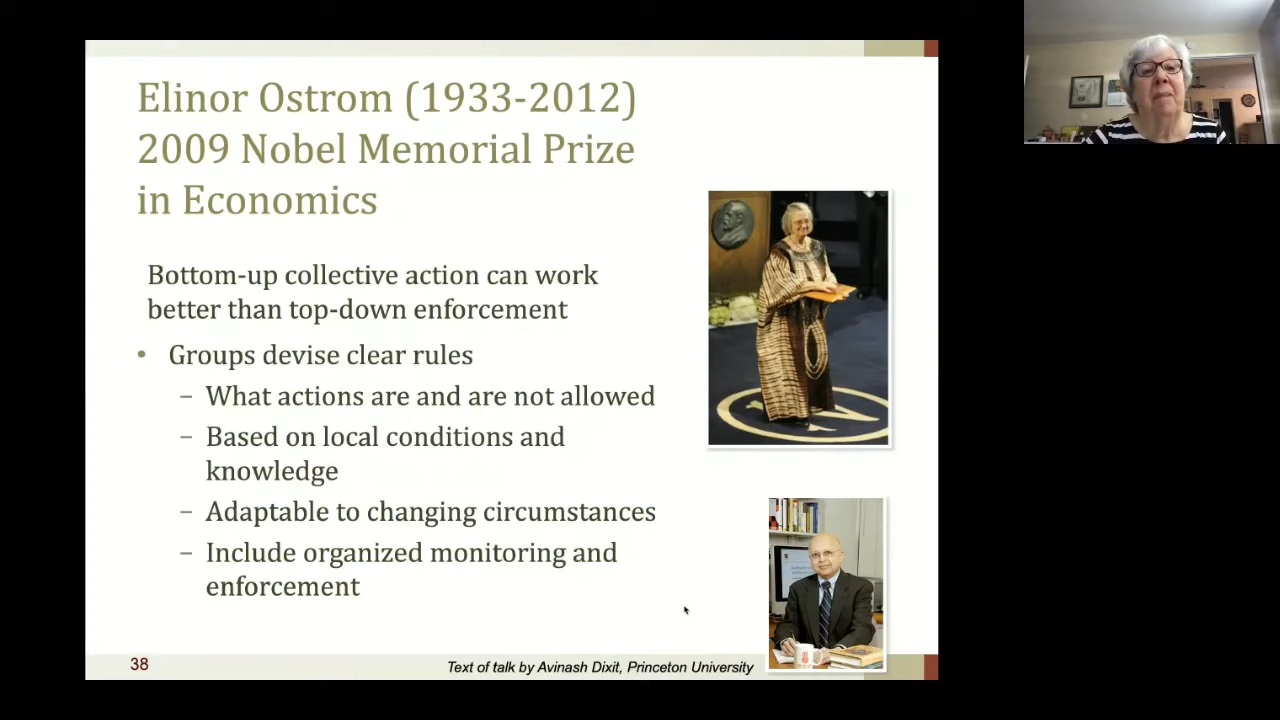 Elinor Ostrom (1933-2012)
2009 Nobel Memorial Prize
in Economics
Bottom-up collective action can work
better than top-down enforcement
• Groups devise clear rules
– What actions are and are not allowed
– Based on local conditions and
knowledge
– Adaptable to changing circumstances
– Include organized monitoring and
enforcement
38
Text of talk by Avinash Dixit, Princeton University